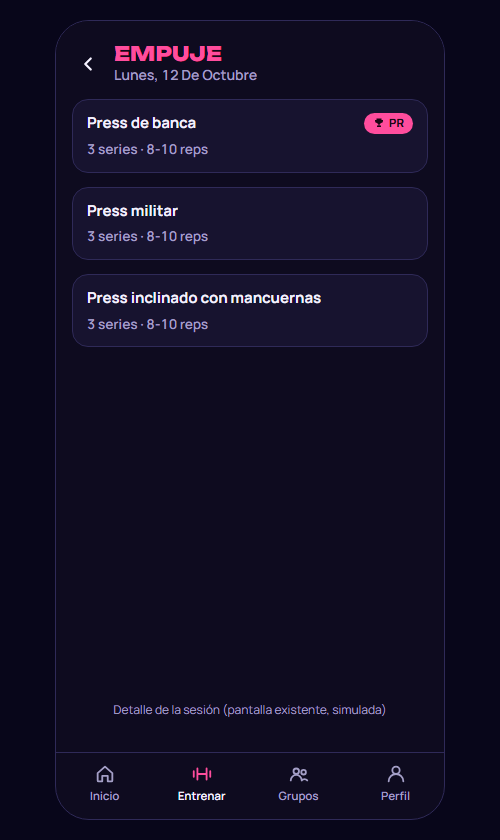 EMPUJE
Lunes, 12 De Octubre
Press de banca
PR
3 series · 8-10 reps
Press militar
3 series · 8-10 reps
Press inclinado con mancuernas
3 series · 8-10 reps
Detalle de la sesión (pantalla existente, simulada)
Inicio
Entrenar
Grupos
Perfil